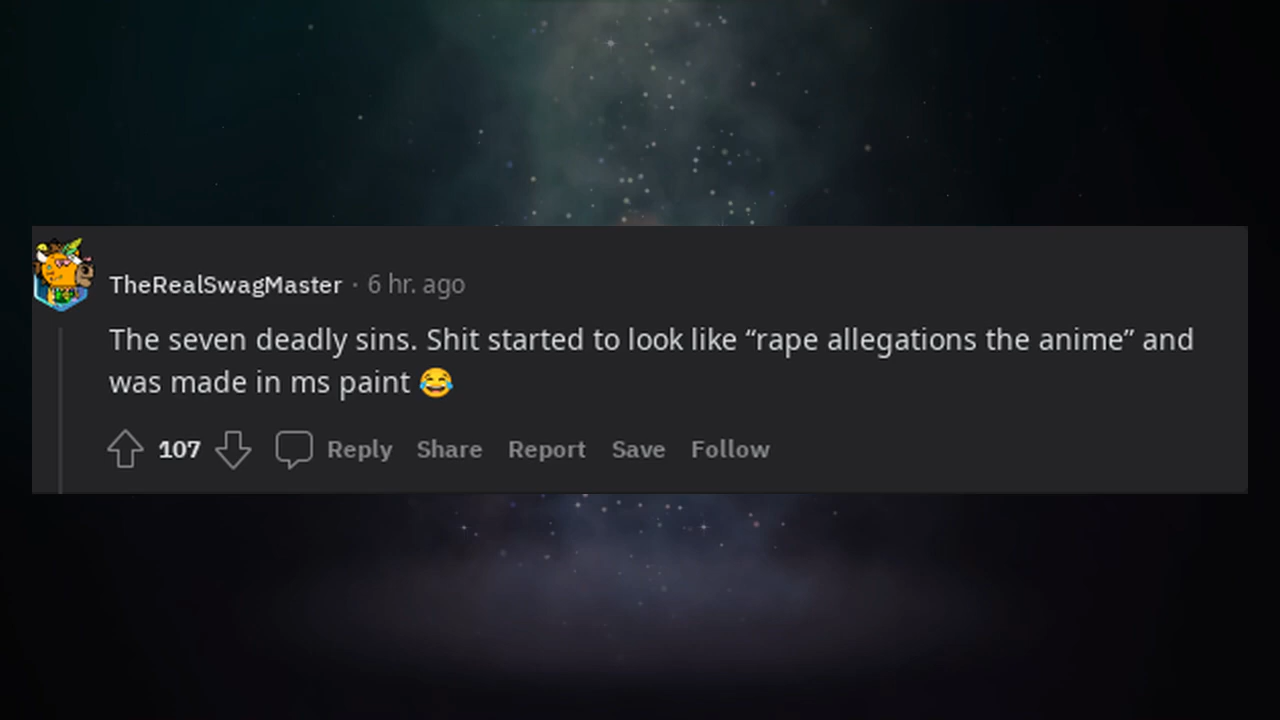 TheRealSwagMaster · 6 hr. ago
The seven deadly sins. Shit started to look like “rape allegations the anime” and
was made in ms paint 😂
107 Reply Share Report Save Follow